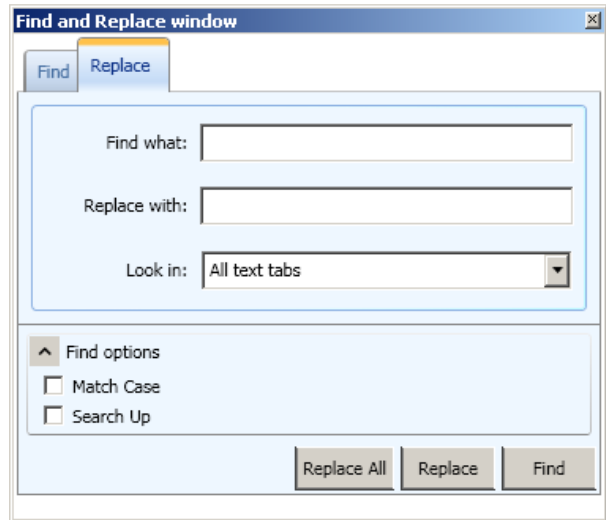 Find and Replace window
Find Replace
Find what:
Replace with:
Look in: All text tabs
Find options
Match Case
Search Up
Replace All Replace Find